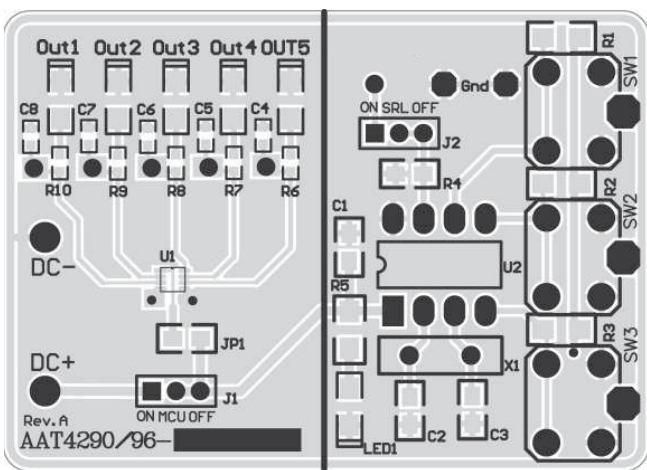 Out1 Out2 Out3 Out4 OUT5
R1
SW1
Gnd
ON SRL OFF
J2
C8 C7 C6 C5 C4
R10 R9 R8 R7 R6
R4
R2
C1
SW2
DC-
U1
U2
R5
R3
SW3
JP1
DC+
X1
J1
ON MCU OFF
Rev.A
AAT4290/96-
LED1
C2
C3